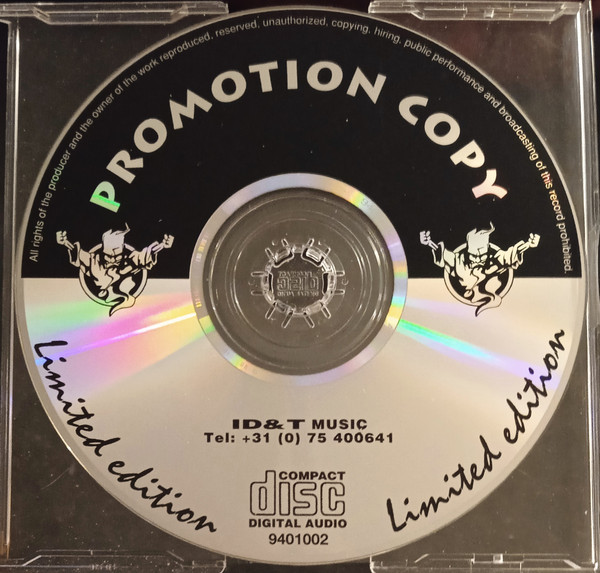 All rights of the producer and the owner of the work reproduced, reserved, unauthorized, copying, hiring, public performance and broadcasting of this record prohibited.
PROMOTION COPY
Limited edition
Limited edition
ID&T MUSIC
Tel: +31 (0) 75 400641
COMPACT
disc
DIGITAL AUDIO
9401002